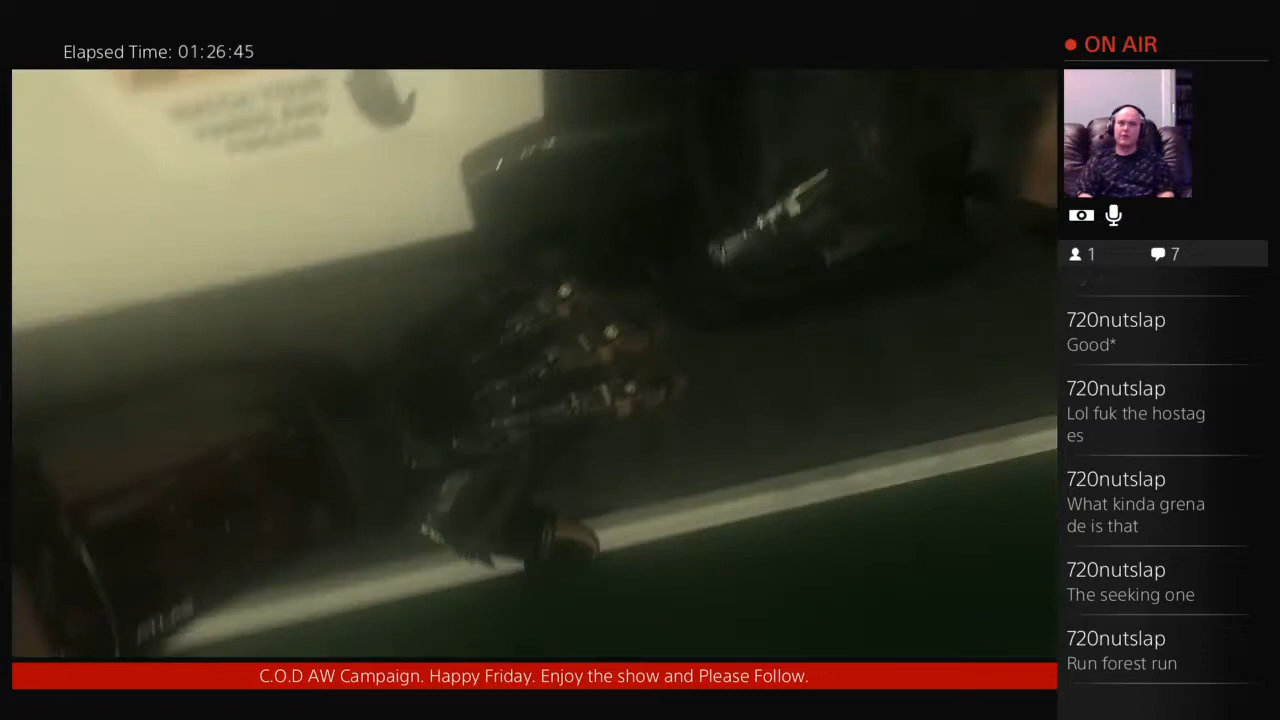 Elapsed Time: 01:26:45
ON AIR
1
7
720nutslap
Good*
720nutslap
Lol fuk the hostag
es
720nutslap
What kinda grena
de is that
720nutslap
The seeking one
720nutslap
Run forest run
C.O.D AW Campaign. Happy Friday. Enjoy the show and Please Follow.